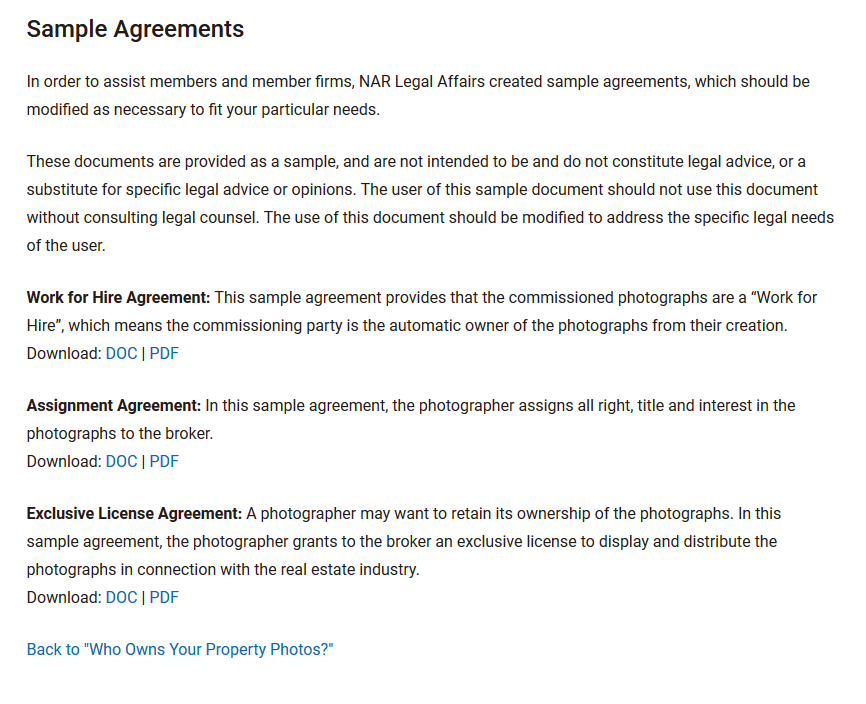 Sample Agreements
In order to assist members and member firms, NAR Legal Affairs created sample agreements, which should be
modified as necessary to fit your particular needs.
These documents are provided as a sample, and are not intended to be and do not constitute legal advice, or a
substitute for specific legal advice or opinions. The user of this sample document should not use this document
without consulting legal counsel. The use of this document should be modified to address the specific legal needs
of the user.
Work for Hire Agreement: This sample agreement provides that the commissioned photographs are a “Work for
Hire”, which means the commissioning party is the automatic owner of the photographs from their creation.
Download: DOC | PDF
Assignment Agreement: In this sample agreement, the photographer assigns all right, title and interest in the
photographs to the broker.
Download: DOC | PDF
Exclusive License Agreement: A photographer may want to retain its ownership of the photographs. In this
sample agreement, the photographer grants to the broker an exclusive license to display and distribute the
photographs in connection with the real estate industry.
Download: DOC | PDF
Back to "Who Owns Your Property Photos?"